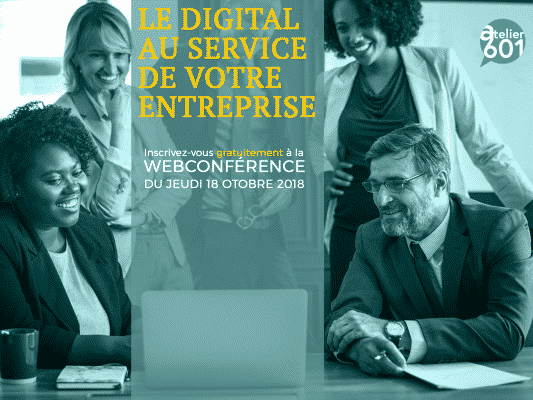 LE DIGITAL
AU SERVICE
DE VOTRE
ENTREPRISE
atelier
601
Inscrivez-vous gratuitement à la
WEBCONFÉRENCE
DU JEUDI 18 OTOBRE 2018